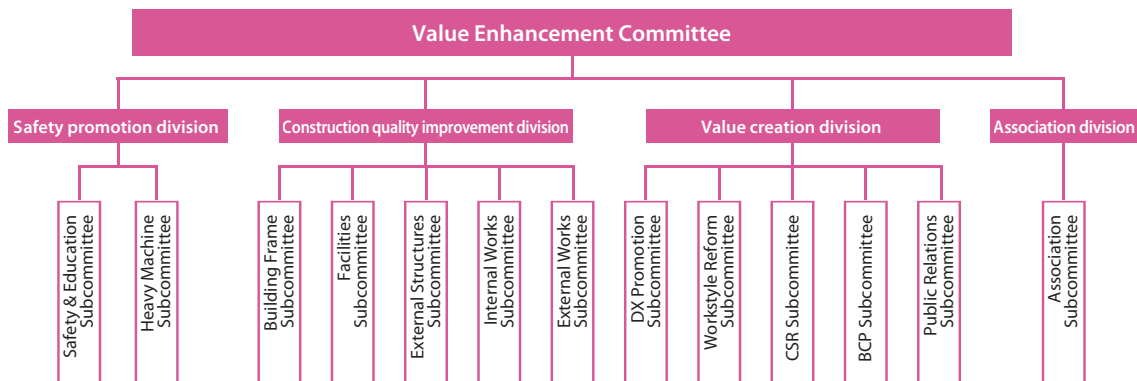 Value Enhancement Committee
Safety promotion division
Construction quality improvement division
Value creation division
Association division
Safety & Education
Subcommittee
Heavy Machine
Subcommittee
Building Frame
Subcommittee
Facilities
Subcommittee
External Structures
Subcommittee
Internal Works
Subcommittee
External Works
Subcommittee
DX Promotion
Subcommittee
Workstyle Reform
Subcommittee
CSR Subcommittee
BCP Subcommittee
Public Relations
Subcommittee
Association
Subcommittee